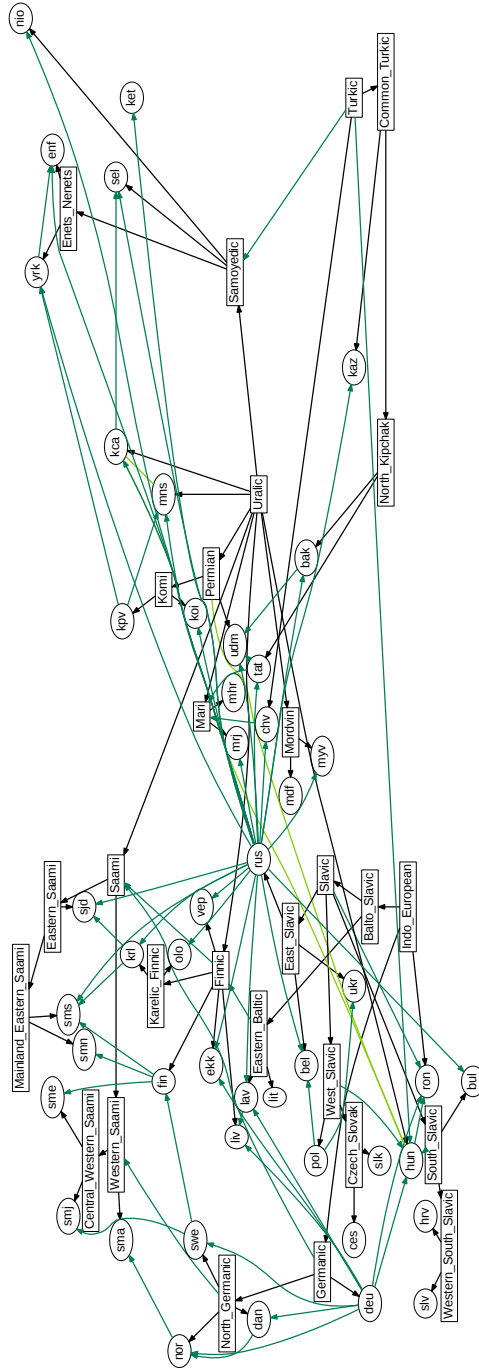 nio
ket
enf
Enets_Nenets
yrk
sel
Samoyedic
Turkic
Common_Turkic
kaz
North_Kipchak
kca
mns
Uralic
bak
Permian
Komi
kpv
koi
udm
tat
mhr
Mari
mrj
chv
Mordvin
myv
mdf
rus
Saami
Eastern_Saami
sjd
Mainland_Eastern_Saami
sms
smn
krl
vep
olo
Karelic_Finnic
Finnic
Slavic
Balto_Slavic
Indo_European
East_Slavic
ukr
Eastern_Baltic
bel
lit
lav
ekk
West_Slavic
pol
Czech_Slovak
slk
ces
ron
bul
hun
South_Slavic
hrv
slv
Western_South_Slavic
liv
fin
sme
smj
Central_Western_Saami
Western_Saami
sma
swe
North_Germanic
nor
dan
Germanic
deu